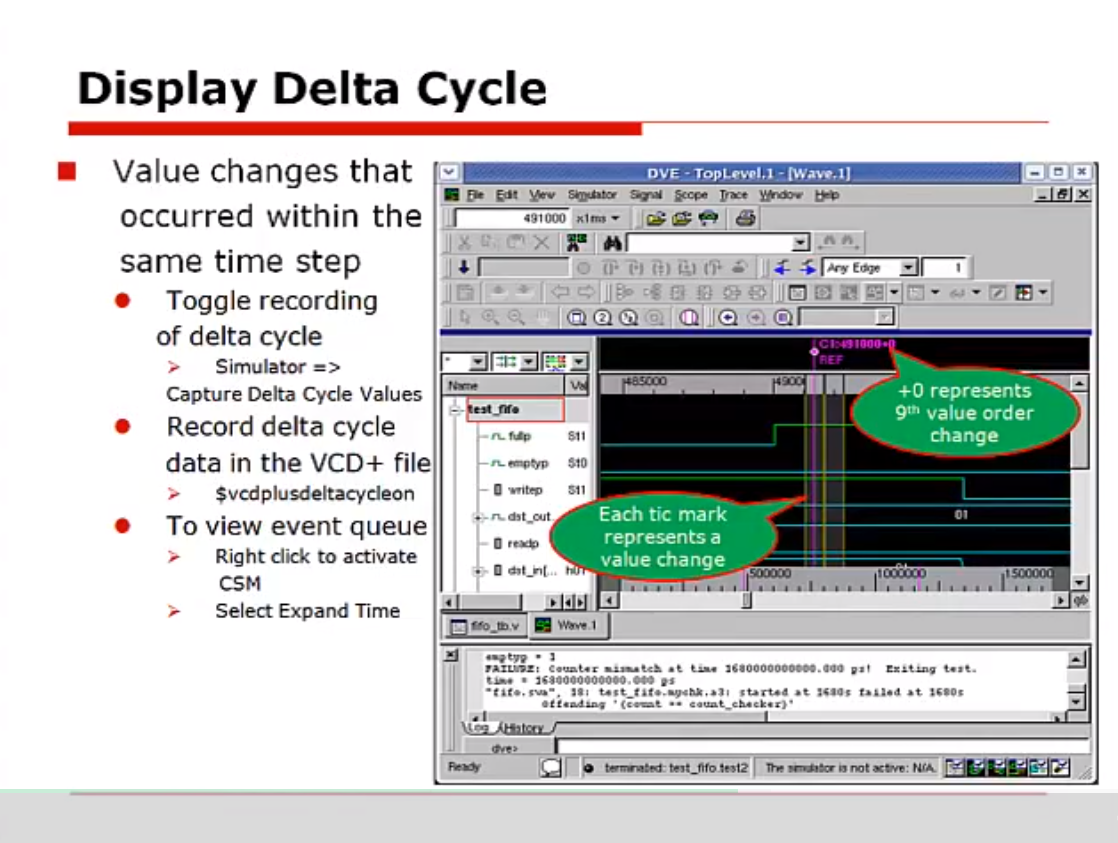 Display Delta Cycle
Value changes that
occurred within the
same time step
Toggle recording
of delta cycle
Simulator =>
Capture Delta Cycle Values
Record delta cycle
data in the VCD+ file
$vcdplusdeltacycleon
To view event queue
Right click to activate
CSM
Select Expand Time
DVE - TopLevel.1 - [Wave.1]
File Edit View Simulator Signal Scope Trace Window Help
491000 x1ms
Any Edge 1
C1:491000+0
REF
+0 represents
9th value order
change
Name Val
485000 4900
test_fifo
fullp St1
emptyp St0
writep St1
dst_out 01
readp
dst_in[... h01
Each tic mark
represents a
value change
500000 1000000 1500000
fifo_tb.v Wave.1
emptyp = 1
FAILURE: Counter mismatch at time 1680000000000.000 ps! Exiting test.
time = 1680000000000.000 ps
"fifo.sva", 18: test_fifo.mychk.a3: started at 1680s failed at 1680s
Offending '(count == count_checker)'
Log History
dve>
Ready terminated: test_fifo.test2 The simulator is not active: N/A.